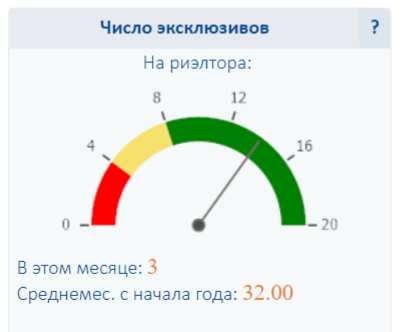 Число эксклюзивов ?
На риэлтора:
8 12
4 16
0 20
В этом месяце: 3
Среднемес. с начала года: 32.00